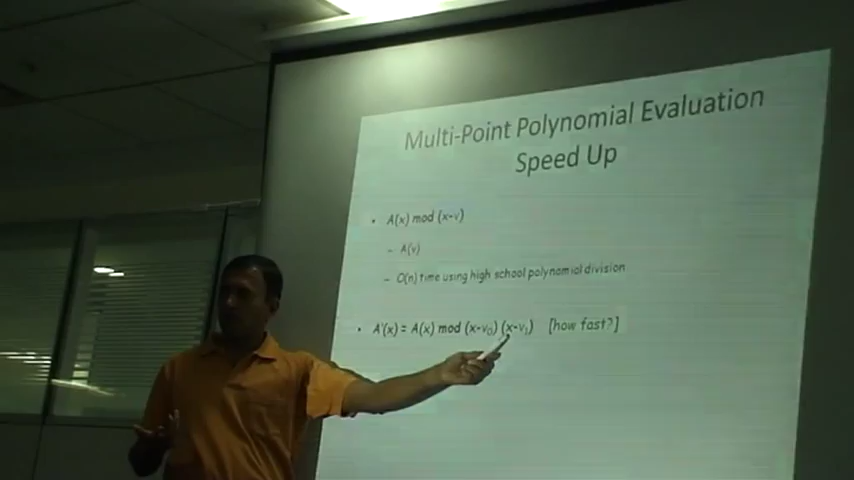 Multi-Point Polynomial Evaluation
Speed Up
• A(x) mod (x-v)
– A(v)
– O(n) time using high school polynomial division
• A'(x) = A(x) mod (x-v₀) (x-v₁) [how fast?]